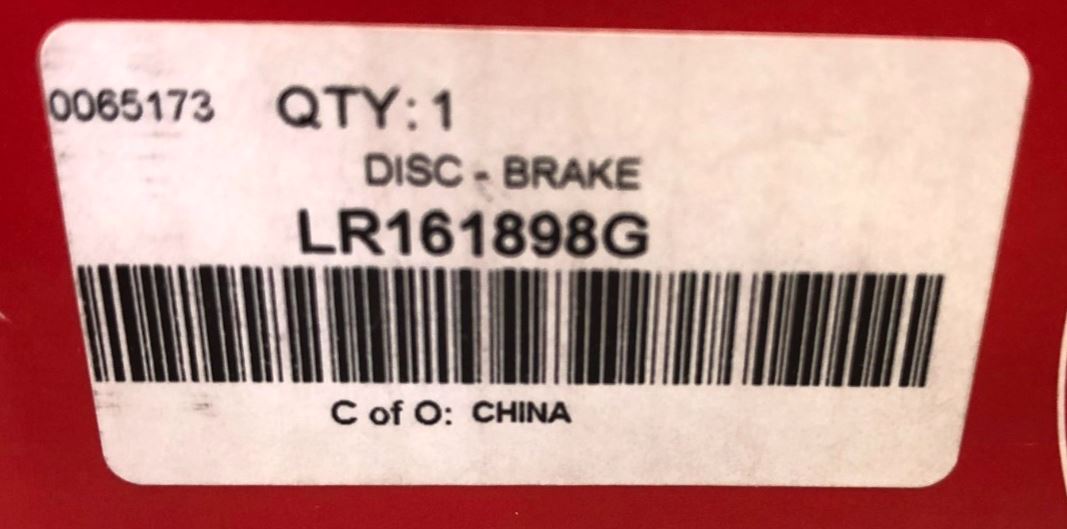 0065173 QTY: 1
DISC - BRAKE
LR161898G
C of O: CHINA